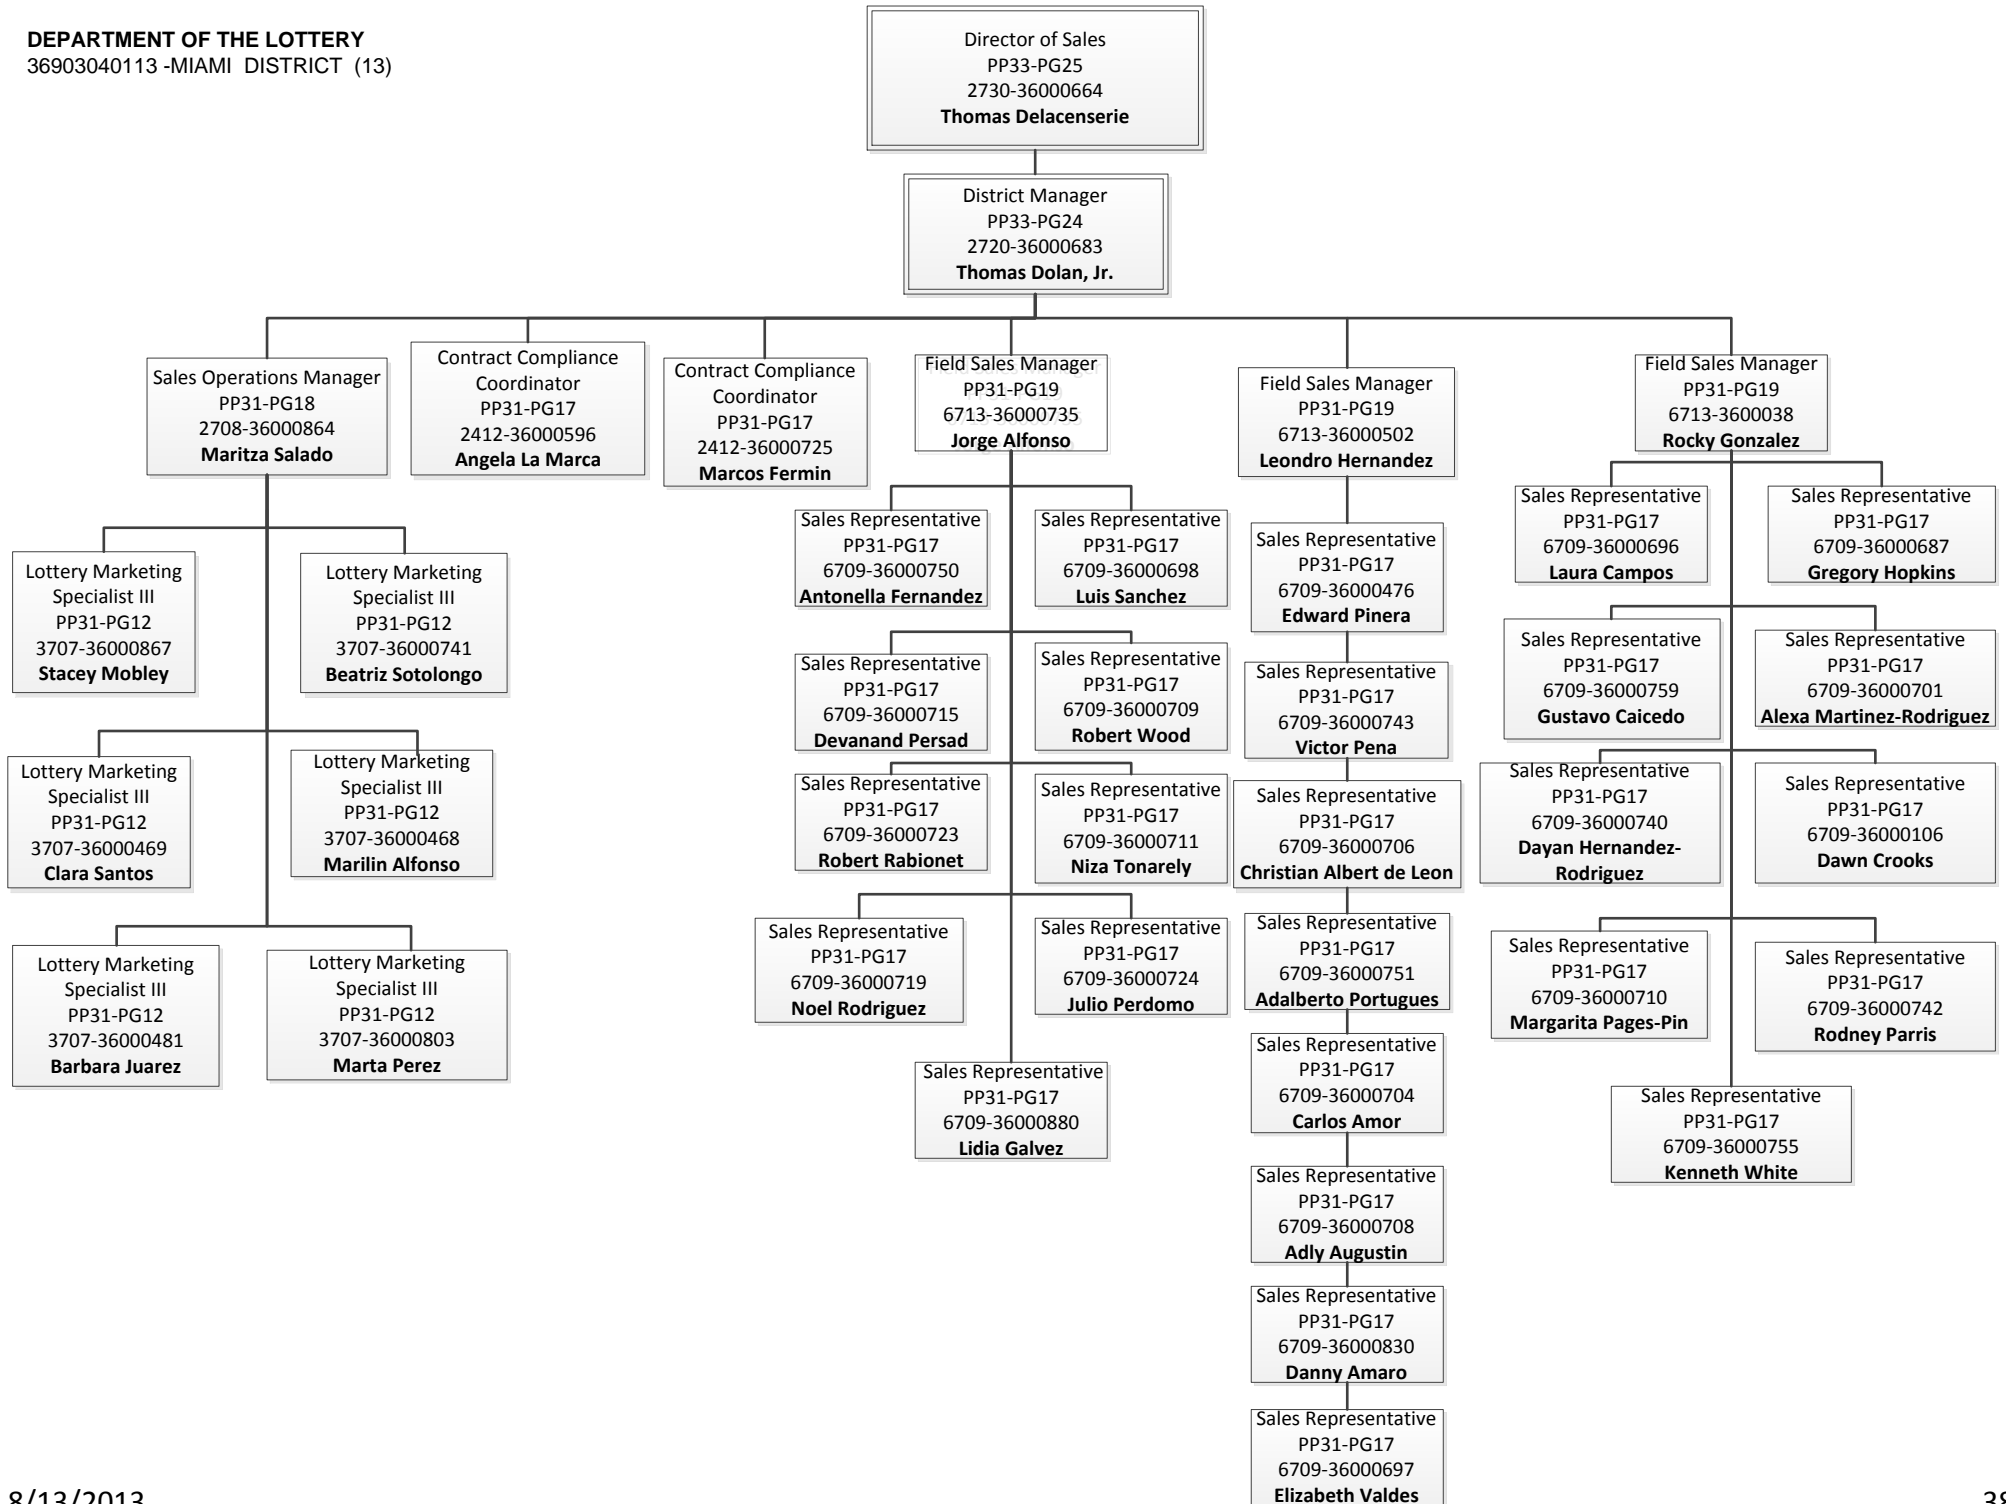 DEPARTMENT OF THE LOTTERY
36903040113 -MIAMI DISTRICT (13)
Director of Sales
PP33-PG25
2730-36000664
Thomas Delacenserie
District Manager
PP33-PG24
2720-36000683
Thomas Dolan, Jr.
Sales Operations Manager
PP31-PG18
2708-36000864
Maritza Salado
Contract Compliance
Coordinator
PP31-PG17
2412-36000596
Angela La Marca
Contract Compliance
Coordinator
PP31-PG17
2412-36000725
Marcos Fermin
Field Sales Manager
PP31-PG19
6713-36000735
Jorge Alfonso
Field Sales Manager
PP31-PG19
6713-36000502
Leondro Hernandez
Field Sales Manager
PP31-PG19
6713-3600038
Rocky Gonzalez
Lottery Marketing
Specialist III
PP31-PG12
3707-36000867
Stacey Mobley
Lottery Marketing
Specialist III
PP31-PG12
3707-36000741
Beatriz Sotolongo
Lottery Marketing
Specialist III
PP31-PG12
3707-36000469
Clara Santos
Lottery Marketing
Specialist III
PP31-PG12
3707-36000468
Marilin Alfonso
Lottery Marketing
Specialist III
PP31-PG12
3707-36000481
Barbara Juarez
Lottery Marketing
Specialist III
PP31-PG12
3707-36000803
Marta Perez
Sales Representative
PP31-PG17
6709-36000750
Antonella Fernandez
Sales Representative
PP31-PG17
6709-36000698
Luis Sanchez
Sales Representative
PP31-PG17
6709-36000715
Devanand Persad
Sales Representative
PP31-PG17
6709-36000709
Robert Wood
Sales Representative
PP31-PG17
6709-36000723
Robert Rabionet
Sales Representative
PP31-PG17
6709-36000711
Niza Tonarely
Sales Representative
PP31-PG17
6709-36000719
Noel Rodriguez
Sales Representative
PP31-PG17
6709-36000724
Julio Perdomo
Sales Representative
PP31-PG17
6709-36000880
Lidia Galvez
Sales Representative
PP31-PG17
6709-36000476
Edward Pinera
Sales Representative
PP31-PG17
6709-36000743
Victor Pena
Sales Representative
PP31-PG17
6709-36000706
Christian Albert de Leon
Sales Representative
PP31-PG17
6709-36000751
Adalberto Portugues
Sales Representative
PP31-PG17
6709-36000704
Carlos Amor
Sales Representative
PP31-PG17
6709-36000708
Adly Augustin
Sales Representative
PP31-PG17
6709-36000830
Danny Amaro
Sales Representative
PP31-PG17
6709-36000697
Elizabeth Valdes
Sales Representative
PP31-PG17
6709-36000696
Laura Campos
Sales Representative
PP31-PG17
6709-36000687
Gregory Hopkins
Sales Representative
PP31-PG17
6709-36000759
Gustavo Caicedo
Sales Representative
PP31-PG17
6709-36000701
Alexa Martinez-Rodriguez
Sales Representative
PP31-PG17
6709-36000740
Dayan Hernandez-
Rodriguez
Sales Representative
PP31-PG17
6709-36000106
Dawn Crooks
Sales Representative
PP31-PG17
6709-36000710
Margarita Pages-Pin
Sales Representative
PP31-PG17
6709-36000742
Rodney Parris
Sales Representative
PP31-PG17
6709-36000755
Kenneth White
8/13/2013
38